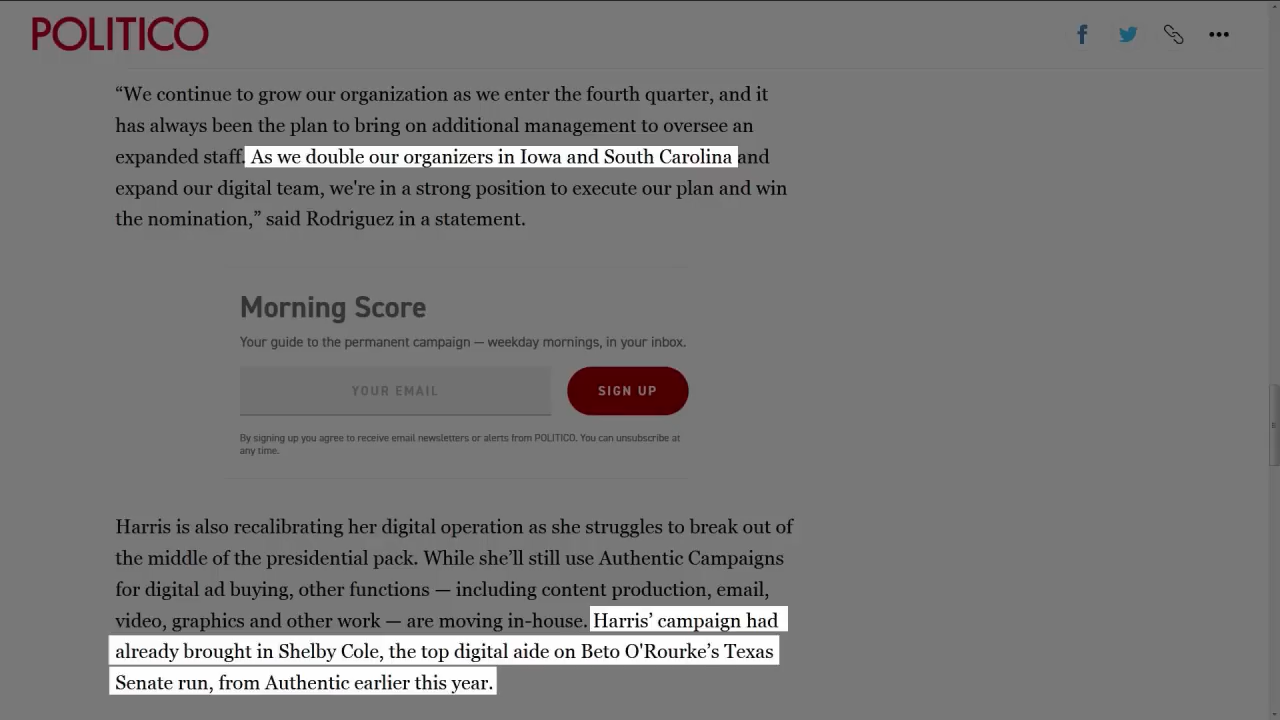 POLITICO
“We continue to grow our organization as we enter the fourth quarter, and it
has always been the plan to bring on additional management to oversee an
expanded staff. As we double our organizers in Iowa and South Carolina and
expand our digital team, we're in a strong position to execute our plan and win
the nomination,” said Rodriguez in a statement.
Morning Score
Your guide to the permanent campaign — weekday mornings, in your inbox.
YOUR EMAIL
SIGN UP
By signing up you agree to receive email newsletters or alerts from POLITICO. You can unsubscribe at
any time.
Harris is also recalibrating her digital operation as she struggles to break out of
the middle of the presidential pack. While she’ll still use Authentic Campaigns
for digital ad buying, other functions — including content production, email,
video, graphics and other work — are moving in-house. Harris’ campaign had
already brought in Shelby Cole, the top digital aide on Beto O'Rourke’s Texas
Senate run, from Authentic earlier this year.